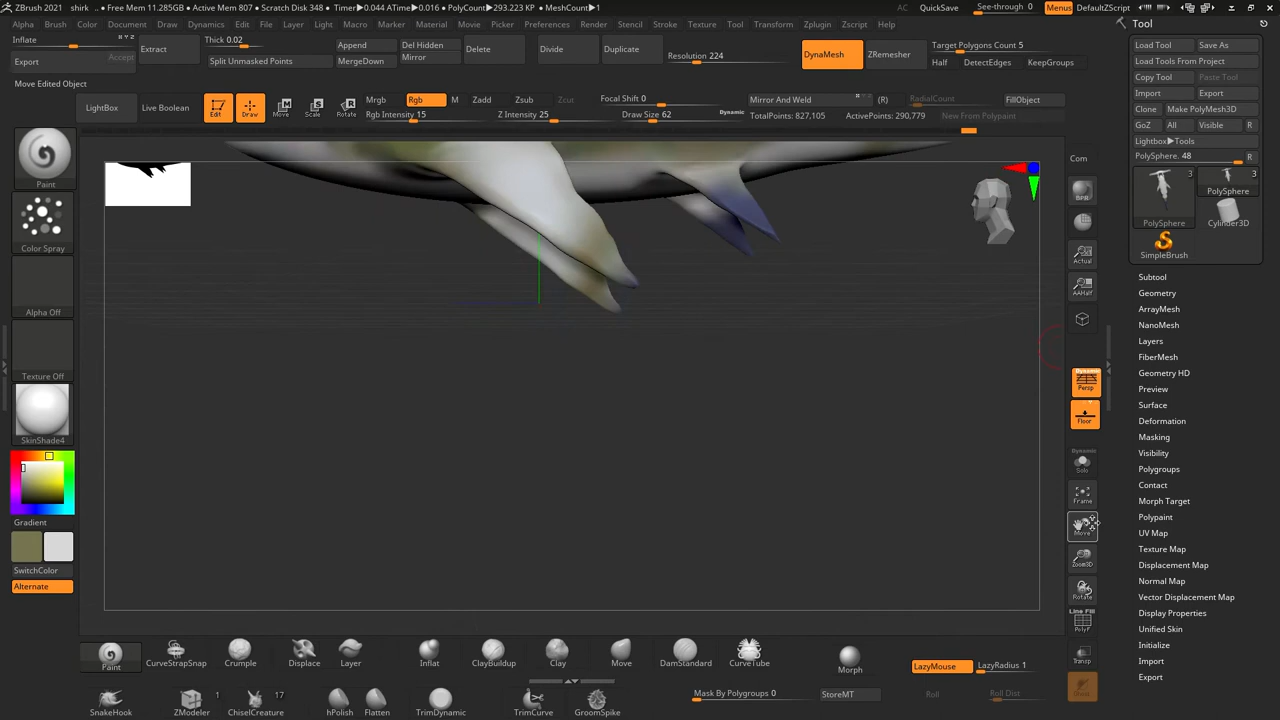 ZBrush 2021 shirk • Free Mem 11.285GB • Active Mem 807 • Scratch Disk 348 • Timer▶0.044 ATime▶0.016 • PolyCount▶293.223 KP • MeshCount▶1 AC QuickSave See-through 0 Menus DefaultZScript
Alpha Brush Color Document Draw Dynamics Edit File Layer Light Macro Marker Material Movie Picker Preferences Render Stencil Stroke Texture Tool Transform Zplugin Zscript Help
Tool
Inflate Thick 0.02 Append Del Hidden
Extract Delete Divide Duplicate Resolution 224 DynaMesh ZRemesher Target Polygons Count 5
Load Tool Save As
Export Accept Split Unmasked Points MergeDown Mirror Half DetectEdges KeepGroups
Load Tools From Project
Copy Tool Paste Tool
Move Edited Object
Import Export
Mrgb Rgb M Zadd Zsub Zcut Focal Shift 0 Mirror And Weld (R) RadialCount FillObject
LightBox Live Boolean Edit Draw Move Scale Rotate
Clone Make PolyMesh3D
Rgb Intensity 15 Z Intensity 25 Draw Size 62 Dynamic TotalPoints: 827,105 ActivePoints: 290,779 New From Polypaint
GoZ All Visible R
Lightbox▶Tools
PolySphere. 48 R
Com
3 3
PolySphere
PolySphere Cylinder3D
SimpleBrush
Paint
Color Spray
Alpha Off
Texture Off
SkinShade4
Gradient
SwitchColor
Alternate
BPR
Actual
AAHalf
Dynamic
Persp
Floor
Dynamic
Solo
Frame
Move
Zoom3D
Rotate
Line Fill
PolyF
Transp
Subtool
Geometry
ArrayMesh
NanoMesh
Layers
FiberMesh
Geometry HD
Preview
Surface
Deformation
Masking
Visibility
Polygroups
Contact
Morph Target
Polypaint
UV Map
Texture Map
Displacement Map
Normal Map
Vector Displacement Map
Display Properties
Unified Skin
Initialize
Import
Export
Paint CurveStrapSnap Crumple Displace Layer Inflat ClayBuildup Clay Move DamStandard CurveTube Morph LazyMouse LazyRadius 1
SnakeHook ZModeler 1 ChiselCreature 17 hPolish Flatten TrimDynamic TrimCurve GroomSpike Mask By Polygroups 0 StoreMT Roll Roll Dist